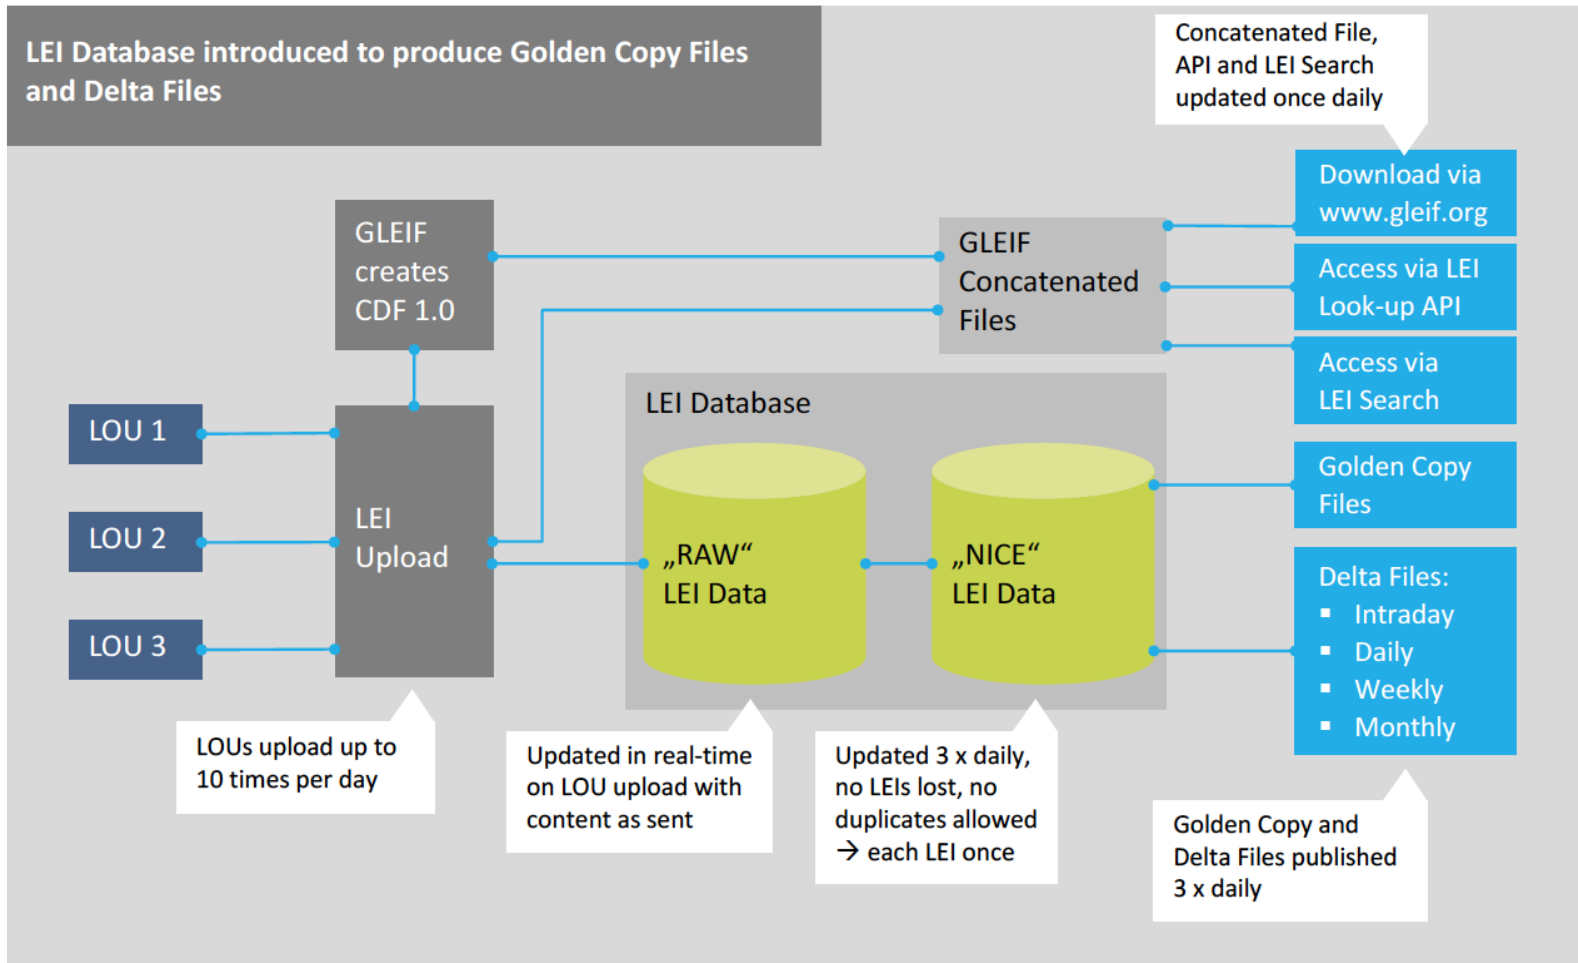 LEI Database introduced to produce Golden Copy Files
and Delta Files
Concatenated File,
API and LEI Search
updated once daily
Download via
www.gleif.org
GLEIF
creates
CDF 1.0
GLEIF
Concatenated
Files
Access via LEI
Look-up API
Access via
LEI Search
LEI Database
LOU 1
LOU 2
LOU 3
LEI
Upload
„RAW“
LEI Data
„NICE“
LEI Data
Golden Copy
Files
Delta Files:
▪ Intraday
▪ Daily
▪ Weekly
▪ Monthly
LOUs upload up to
10 times per day
Updated in real-time
on LOU upload with
content as sent
Updated 3 x daily,
no LEIs lost, no
duplicates allowed
→ each LEI once
Golden Copy and
Delta Files published
3 x daily